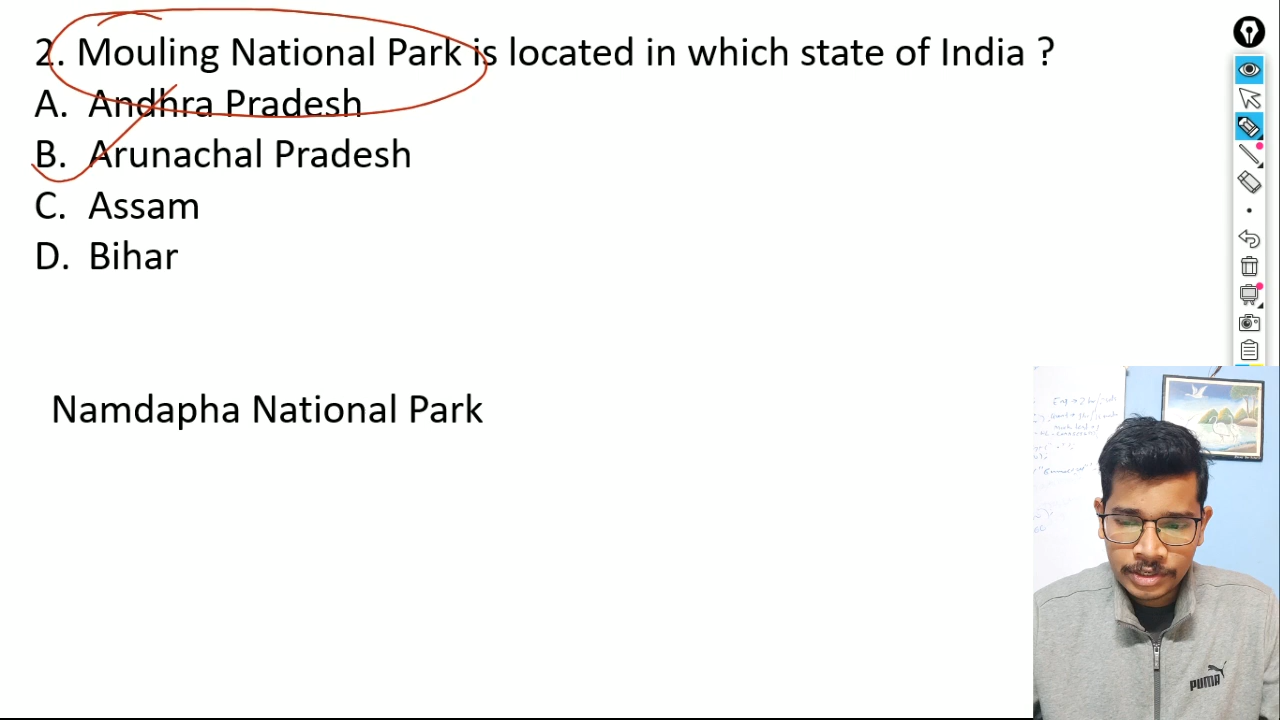 2. Mouling National Park is located in which state of India ?
A. Andhra Pradesh
B. Arunachal Pradesh
C. Assam
D. Bihar
Namdapha National Park
PUMA